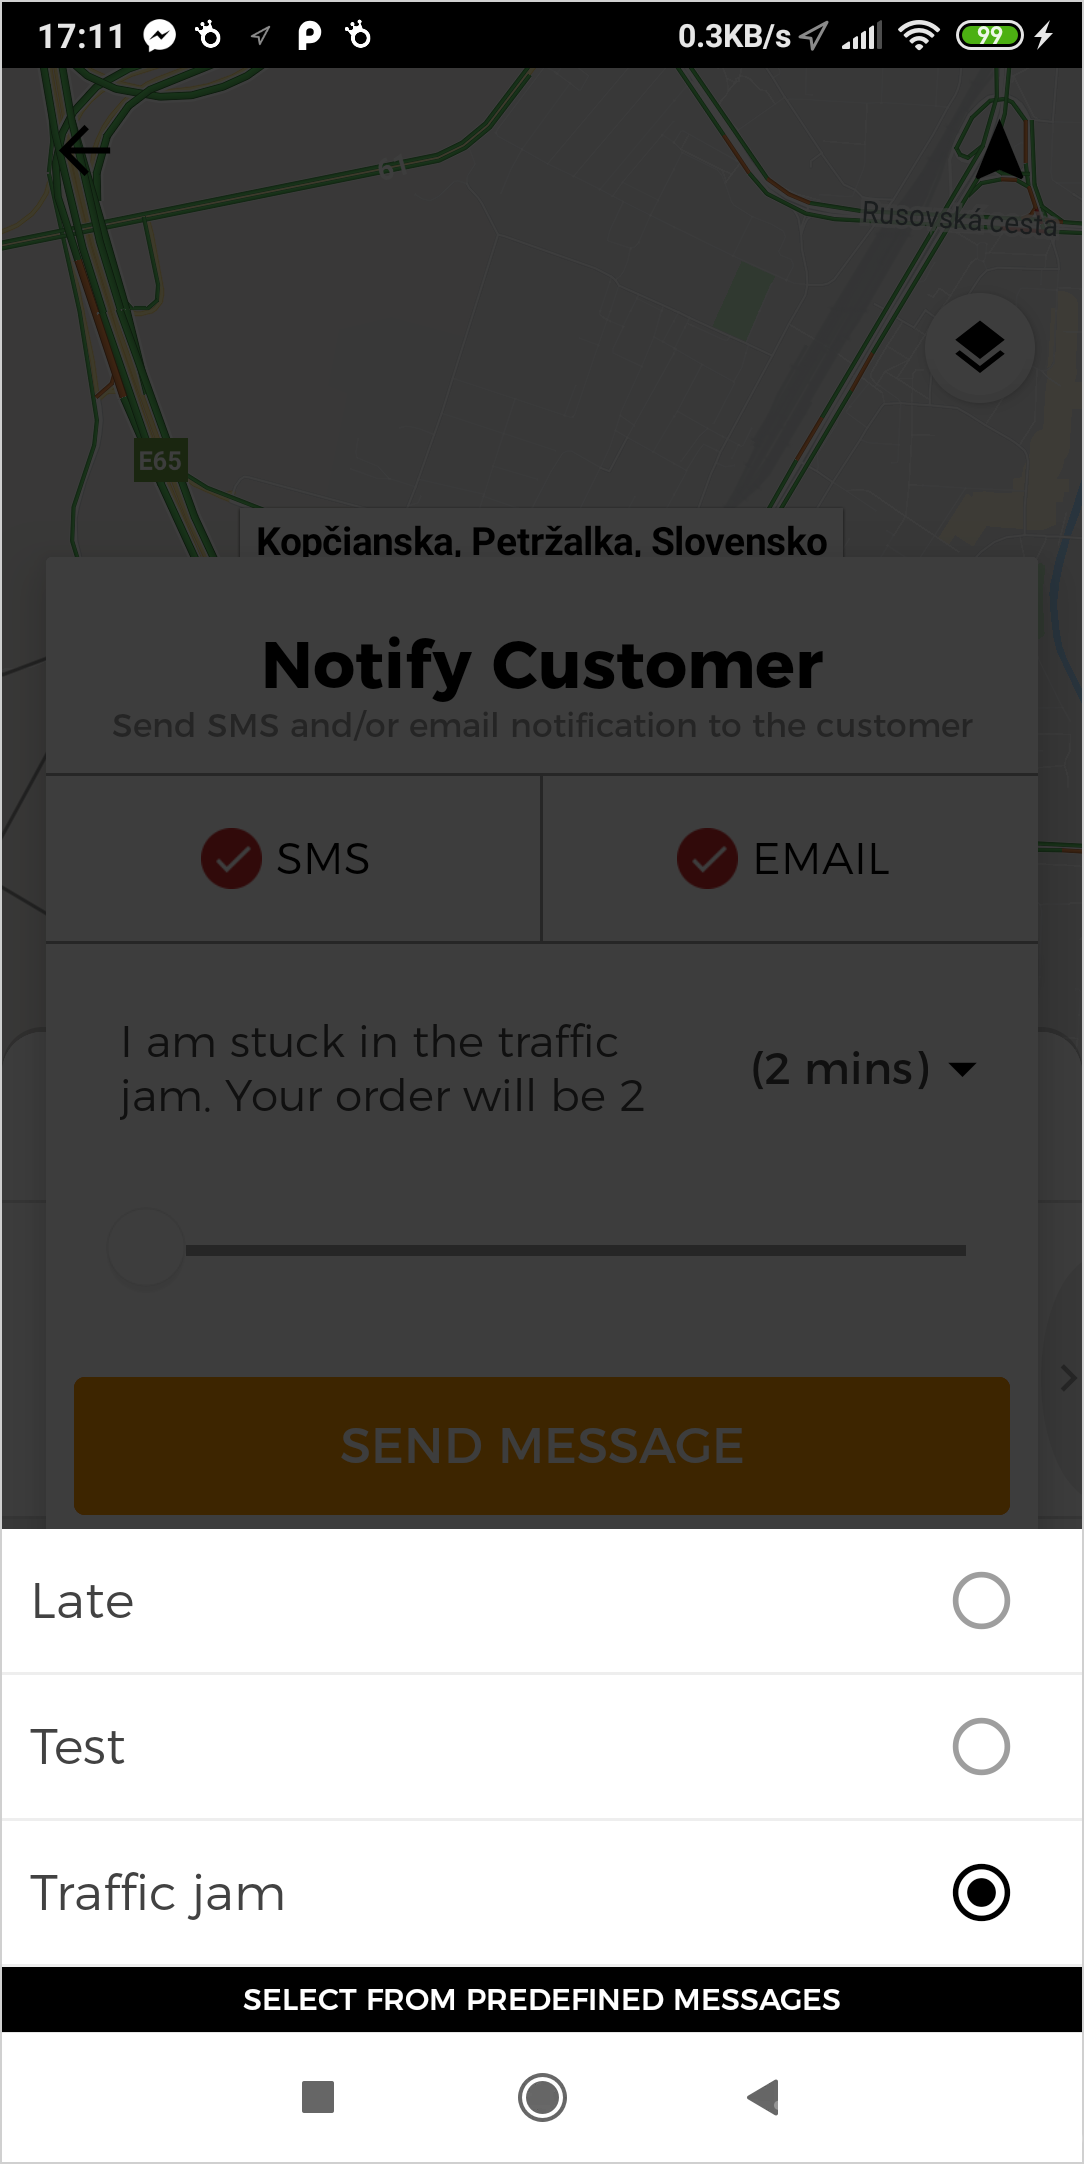 17:11
0.3KB/s
99
61
Rusovská cesta
E65
Kopčianska, Petržalka, Slovensko
Notify Customer
Send SMS and/or email notification to the customer
SMS
EMAIL
I am stuck in the traffic
jam. Your order will be 2
(2 mins)
SEND MESSAGE
Late
Test
Traffic jam
SELECT FROM PREDEFINED MESSAGES